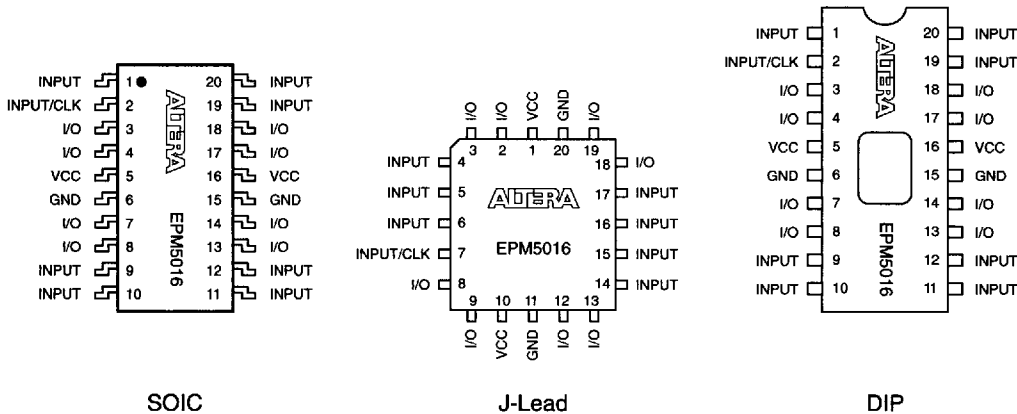 INPUT 1 20 INPUT
INPUT/CLK 2 19 INPUT
I/O 3 18 I/O
I/O 4 17 I/O
VCC 5 16 VCC
GND 6 15 GND
I/O 7 14 I/O
I/O 8 13 I/O
INPUT 9 12 INPUT
INPUT 10 11 INPUT
ALTERA
EPM5016
SOIC
I/O I/O VCC GND I/O
3 2 1 20 19
INPUT 4 18 I/O
INPUT 5 17 INPUT
INPUT 6 16 INPUT
INPUT/CLK 7 15 INPUT
I/O 8 14 INPUT
ALTERA
EPM5016
9 10 11 12 13
I/O VCC GND I/O I/O
J-Lead
INPUT 1 20 INPUT
INPUT/CLK 2 19 INPUT
I/O 3 18 I/O
I/O 4 17 I/O
VCC 5 16 VCC
GND 6 15 GND
I/O 7 14 I/O
I/O 8 13 I/O
INPUT 9 12 INPUT
INPUT 10 11 INPUT
ALTERA
EPM5016
DIP